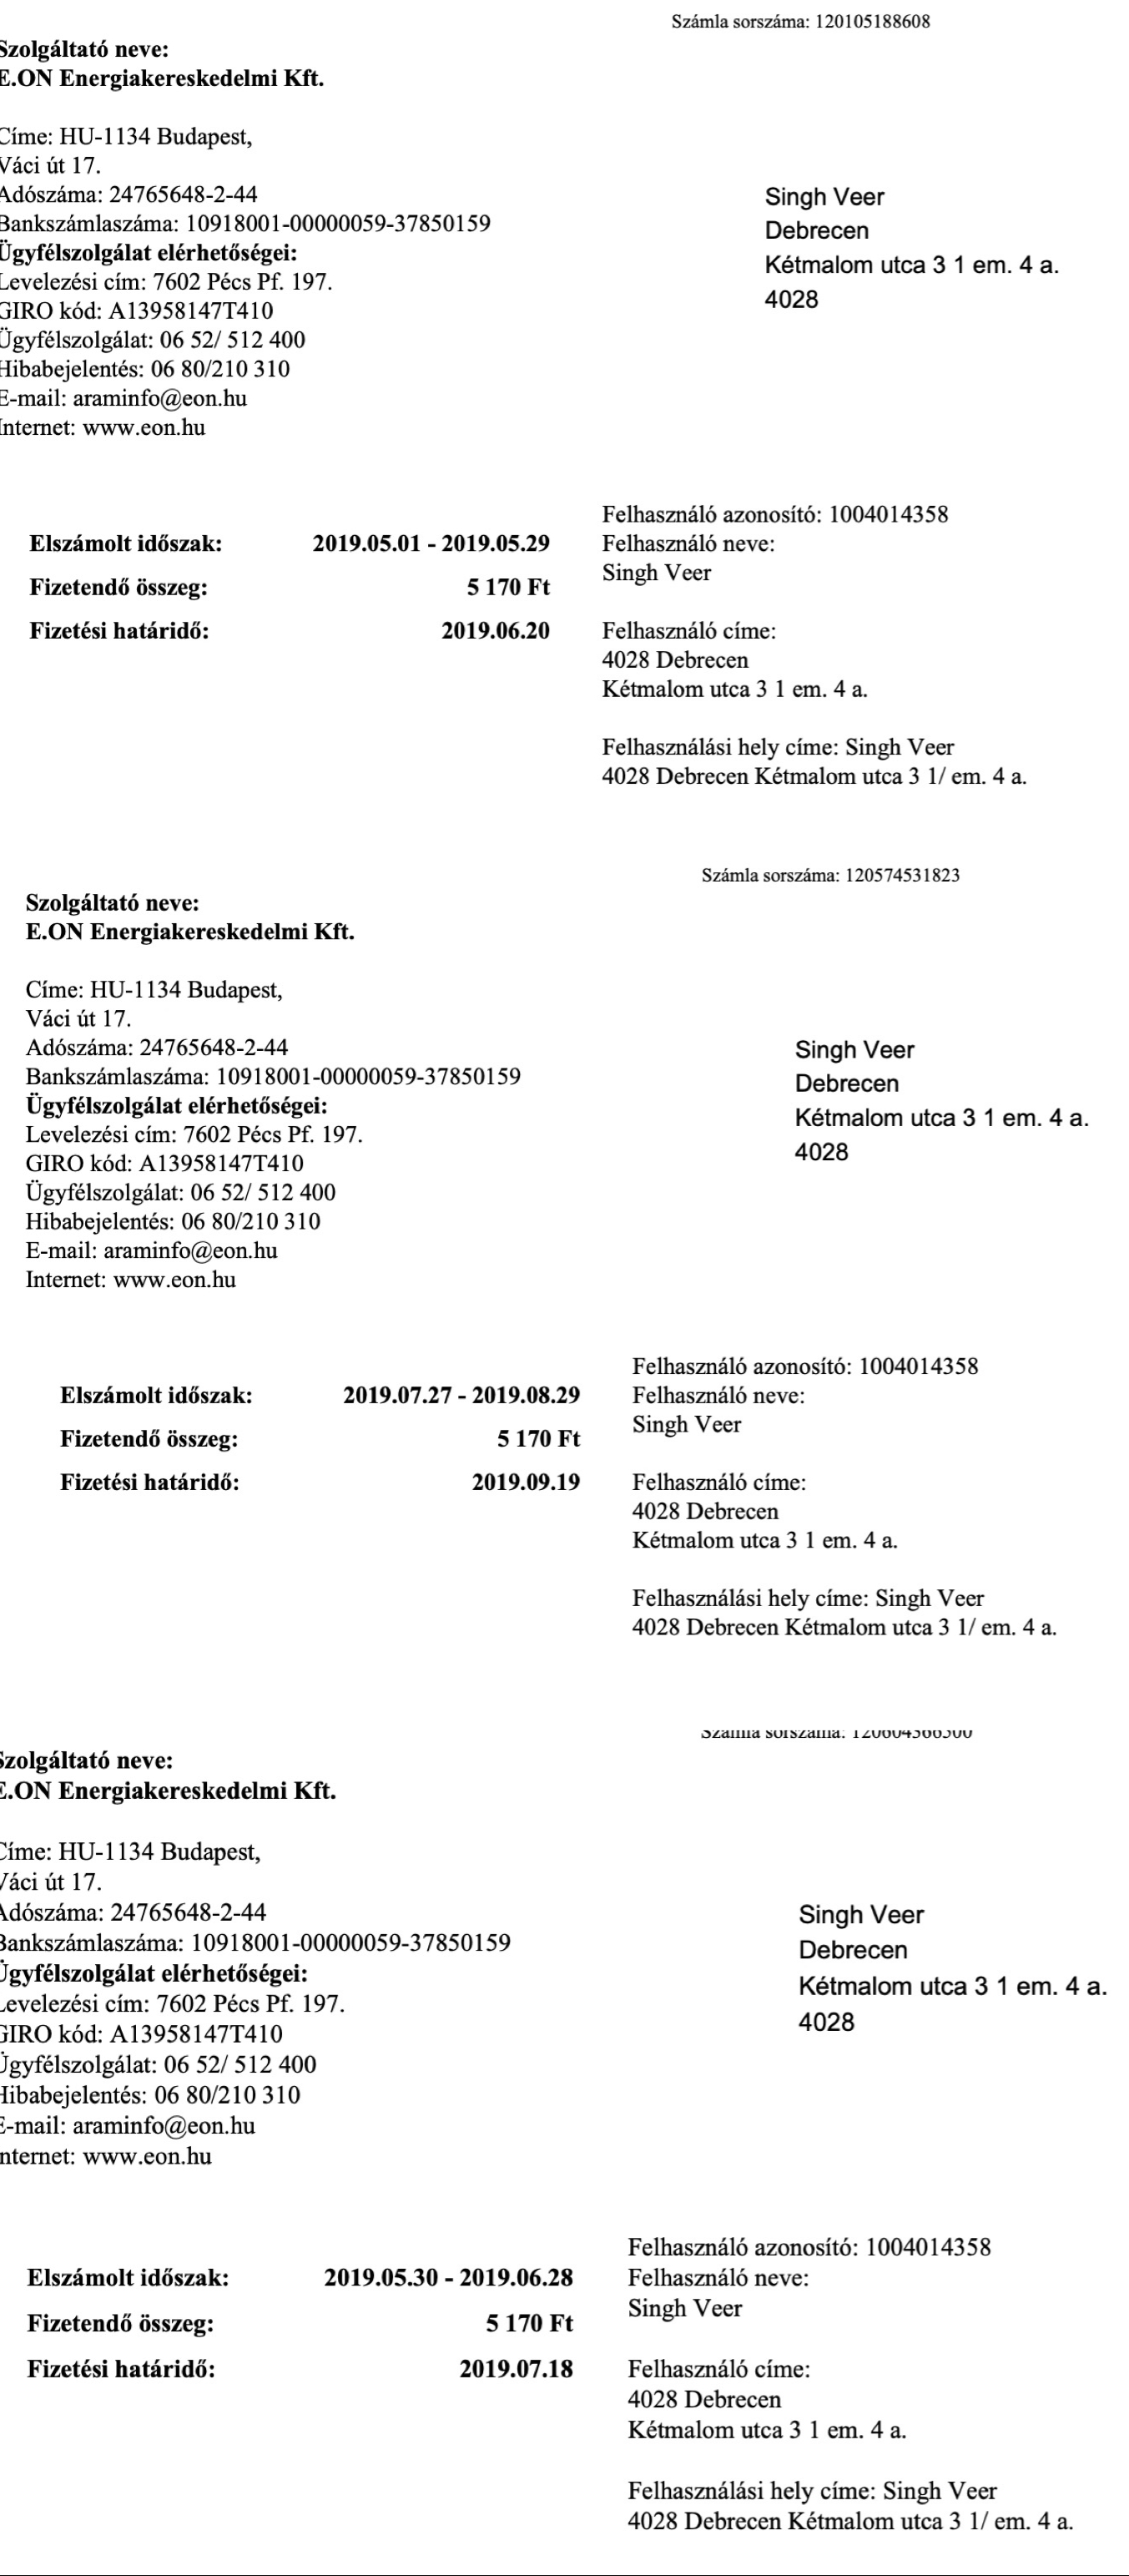 Számla sorszáma: 120105188608
Szolgáltató neve:
E.ON Energiakereskedelmi Kft.
Címe: HU-1134 Budapest,
Váci út 17.
Adószáma: 24765648-2-44
Bankszámlaszáma: 10918001-00000059-37850159
Ügyfélszolgálat elérhetőségei:
Levelezési cím: 7602 Pécs Pf. 197.
GIRO kód: A13958147T410
Ügyfélszolgálat: 06 52/ 512 400
Hibabejelentés: 06 80/210 310
E-mail: araminfo@eon.hu
Internet: www.eon.hu
Singh Veer
Debrecen
Kétmalom utca 3 1 em. 4 a.
4028
Elszámolt időszak: 2019.05.01 - 2019.05.29
Fizetendő összeg: 5 170 Ft
Fizetési határidő: 2019.06.20
Felhasználó azonosító: 1004014358
Felhasználó neve:
Singh Veer
Felhasználó címe:
4028 Debrecen
Kétmalom utca 3 1 em. 4 a.
Felhasználási hely címe: Singh Veer
4028 Debrecen Kétmalom utca 3 1/ em. 4 a.
Számla sorszáma: 120574531823
Szolgáltató neve:
E.ON Energiakereskedelmi Kft.
Címe: HU-1134 Budapest,
Váci út 17.
Adószáma: 24765648-2-44
Bankszámlaszáma: 10918001-00000059-37850159
Ügyfélszolgálat elérhetőségei:
Levelezési cím: 7602 Pécs Pf. 197.
GIRO kód: A13958147T410
Ügyfélszolgálat: 06 52/ 512 400
Hibabejelentés: 06 80/210 310
E-mail: araminfo@eon.hu
Internet: www.eon.hu
Singh Veer
Debrecen
Kétmalom utca 3 1 em. 4 a.
4028
Elszámolt időszak: 2019.07.27 - 2019.08.29
Fizetendő összeg: 5 170 Ft
Fizetési határidő: 2019.09.19
Felhasználó azonosító: 1004014358
Felhasználó neve:
Singh Veer
Felhasználó címe:
4028 Debrecen
Kétmalom utca 3 1 em. 4 a.
Felhasználási hely címe: Singh Veer
4028 Debrecen Kétmalom utca 3 1/ em. 4 a.
Számla sorszáma:
Szolgáltató neve:
E.ON Energiakereskedelmi Kft.
Címe: HU-1134 Budapest,
Váci út 17.
Adószáma: 24765648-2-44
Bankszámlaszáma: 10918001-00000059-37850159
Ügyfélszolgálat elérhetőségei:
Levelezési cím: 7602 Pécs Pf. 197.
GIRO kód: A13958147T410
Ügyfélszolgálat: 06 52/ 512 400
Hibabejelentés: 06 80/210 310
E-mail: araminfo@eon.hu
Internet: www.eon.hu
Singh Veer
Debrecen
Kétmalom utca 3 1 em. 4 a.
4028
Elszámolt időszak: 2019.05.30 - 2019.06.28
Fizetendő összeg: 5 170 Ft
Fizetési határidő: 2019.07.18
Felhasználó azonosító: 1004014358
Felhasználó neve:
Singh Veer
Felhasználó címe:
4028 Debrecen
Kétmalom utca 3 1 em. 4 a.
Felhasználási hely címe: Singh Veer
4028 Debrecen Kétmalom utca 3 1/ em. 4 a.